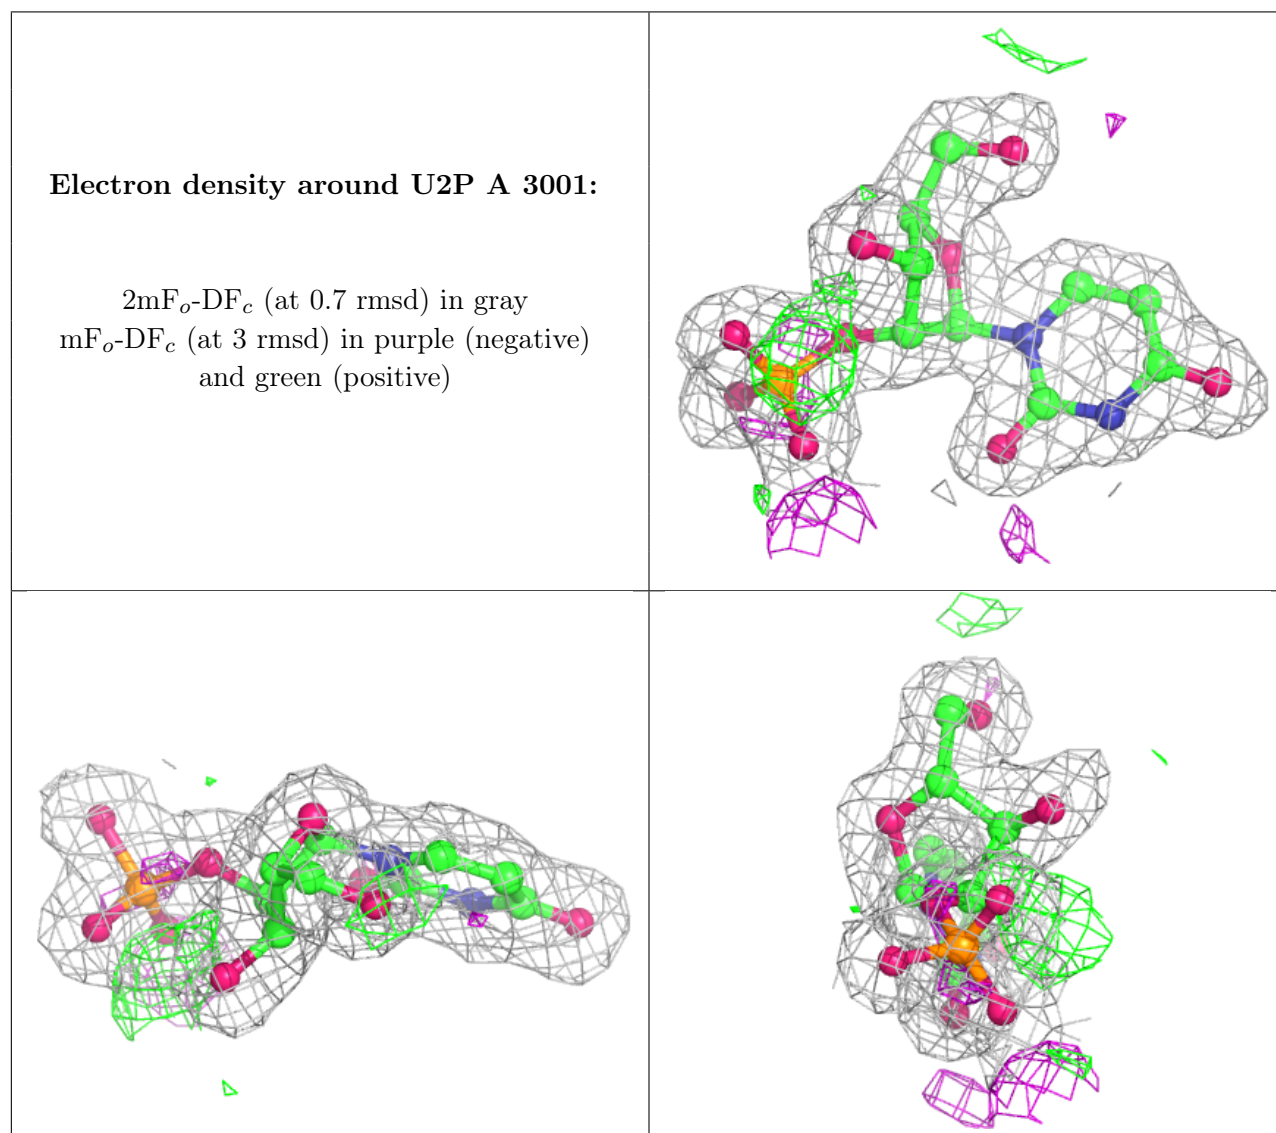 Electron density around U2P A 3001:
2mFo-DFc (at 0.7 rmsd) in gray
mFo-DFc (at 3 rmsd) in purple (negative)
and green (positive)